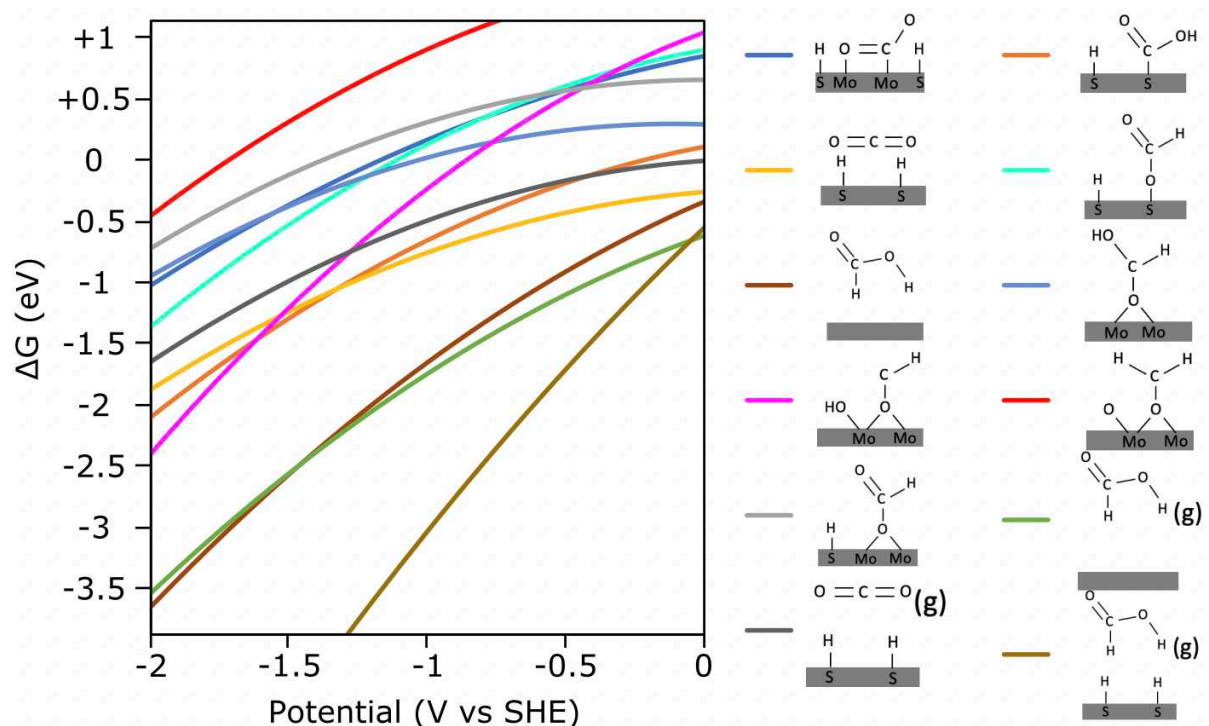 +1
+0.5
0
-0.5
-1
-1.5
-2
-2.5
-3
-3.5
ΔG (eV)
-2 -1.5 -1 -0.5 0
Potential (V vs SHE)
O
H O C H
S Mo Mo S
O
C OH
H
S S
O C O
H H
S S
O
C H
O
H
S S
O
C O
H H
HO H
C
O
Mo Mo
H
C
HO O
Mo Mo
H H
C
O O
Mo Mo
O
C H
O
H
S Mo Mo
O
C O
H H (g)
O C O (g)
H H
S S
O
C O
H H (g)
H H
S S